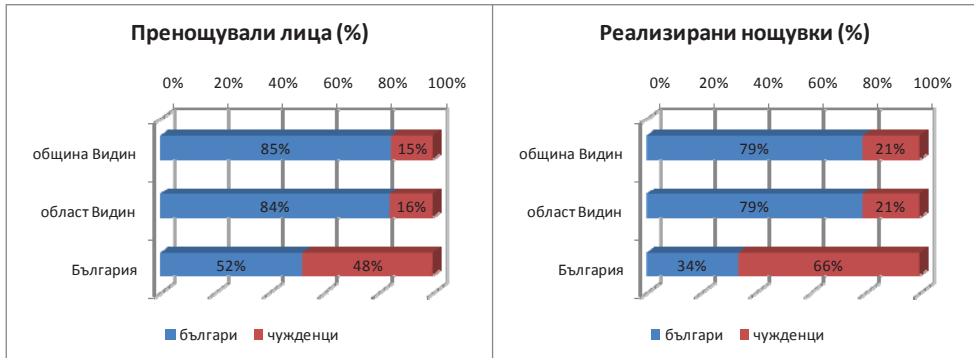 Пренощували лица (%)
0% 20% 40% 60% 80% 100%
община Видин 85% 15%
област Видин 84% 16%
България 52% 48%
българи чужденци
Реализирани нощувки (%)
0% 20% 40% 60% 80% 100%
община Видин 79% 21%
област Видин 79% 21%
България 34% 66%
българи чужденци